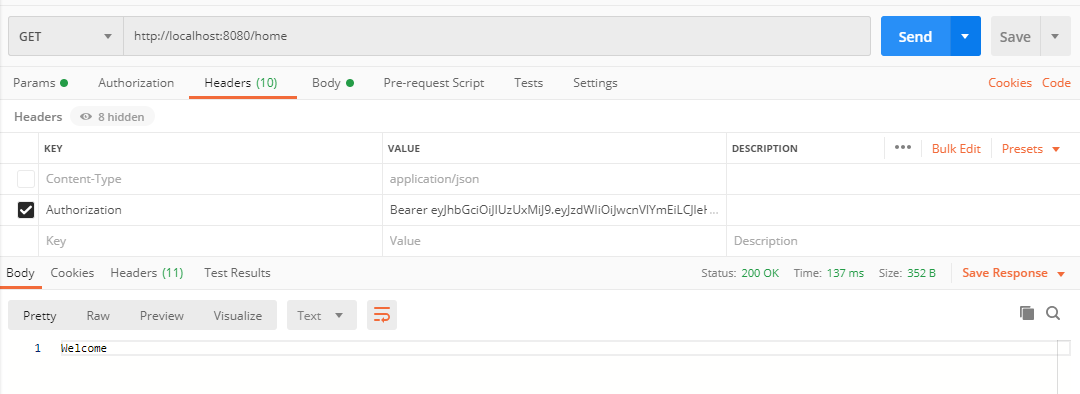 GET http://localhost:8080/home Send Save
Params Authorization Headers (10) Body Pre-request Script Tests Settings Cookies Code
Headers 8 hidden
KEY VALUE DESCRIPTION ••• Bulk Edit Presets
Content-Type application/json
Authorization Bearer ...
Key Value Description
Body Cookies Headers (11) Test Results Status: 200 OK Time: 137 ms Size: 352 B Save Response
Pretty Raw Preview Visualize Text
1 Welcome